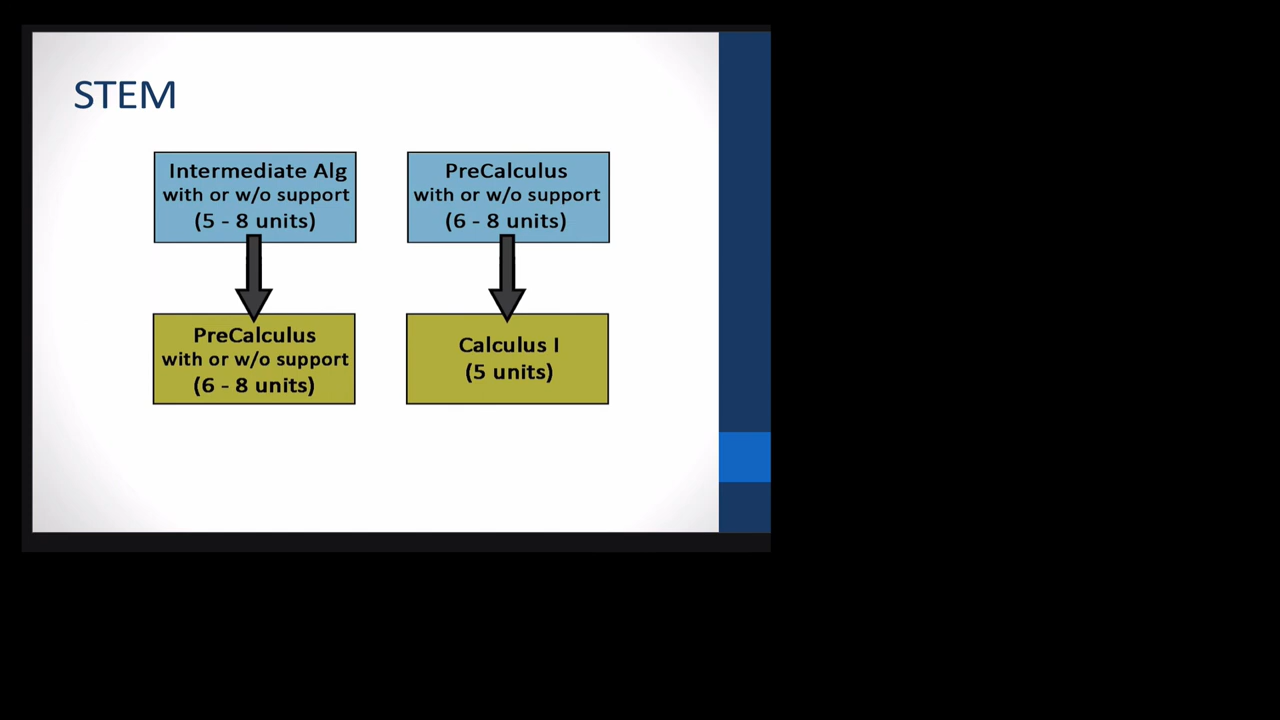 STEM
Intermediate Alg
with or w/o support
(5 - 8 units)
PreCalculus
with or w/o support
(6 - 8 units)
PreCalculus
with or w/o support
(6 - 8 units)
Calculus I
(5 units)